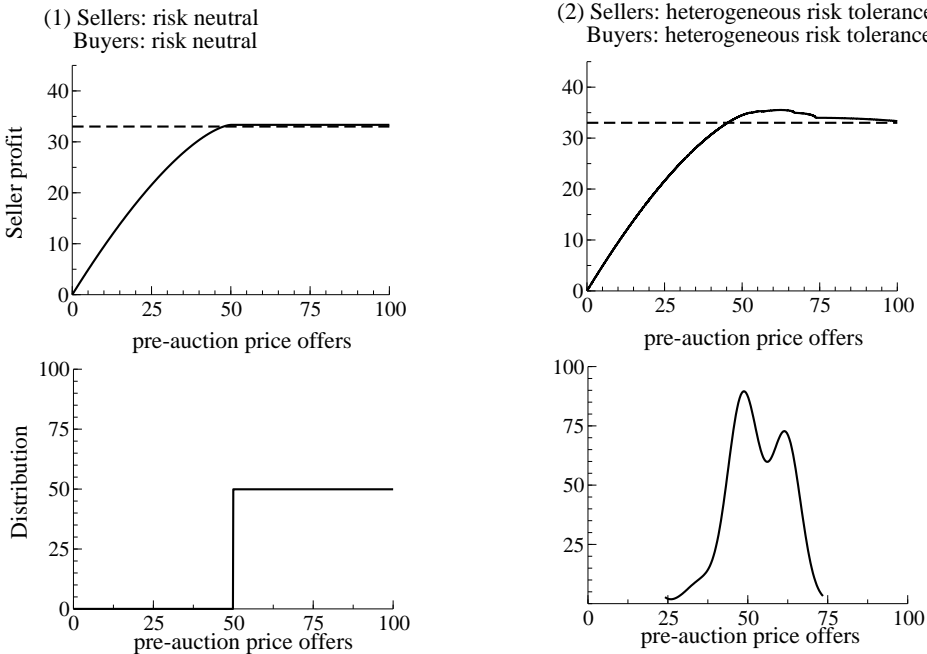 (1) Sellers: risk neutral
Buyers: risk neutral
(2) Sellers: heterogeneous risk tolerance
Buyers: heterogeneous risk tolerance
Seller profit
40
30
20
10
0
0 25 50 75 100
pre-auction price offers
40
30
20
10
0
0 25 50 75 100
pre-auction price offers
Distribution
100
75
50
25
0
0 25 50 75 100
pre-auction price offers
100
75
50
25
0 25 50 75 100
pre-auction price offers